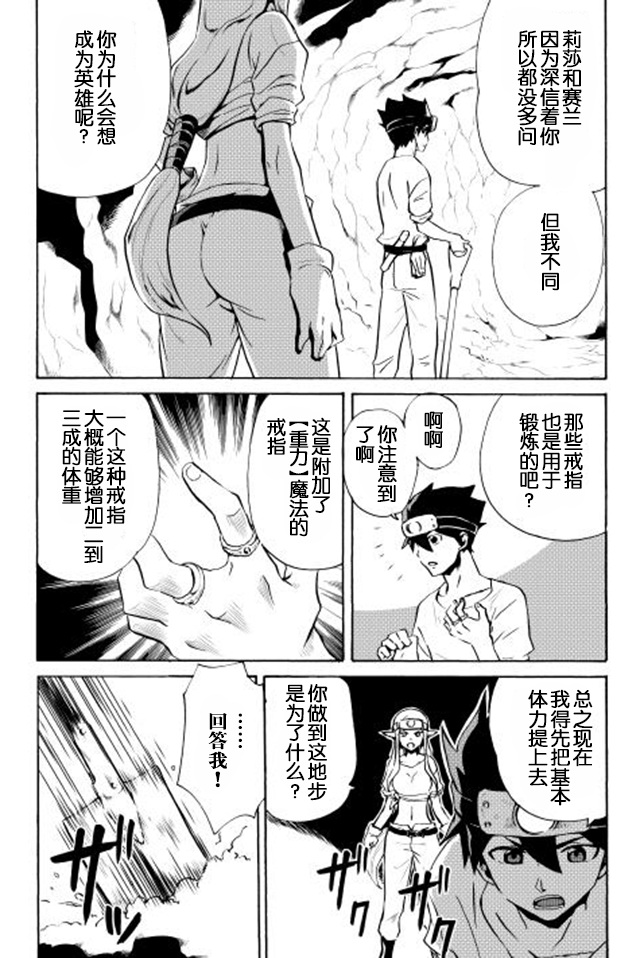 莉莎和赛兰
因为深信着你
所以都没多问
但我不同
你为什么会想
成为英雄呢？
那些戒指
也是用于
锻炼的吧？
啊啊
你注意到
了啊
这是附加了
【重力】魔法的
戒指
一个这种戒指
大概能够增加二到
三成的体重
总之现在
我得先把基本
体力提上去
你做到这地步
是为了什么？
……
回答我！
ザッ
ザッ